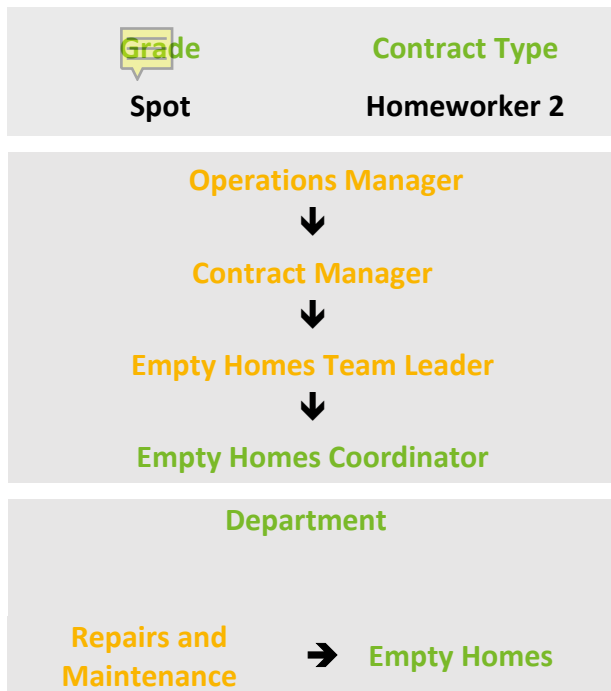 Grade Contract Type
Spot Homeworker 2
Operations Manager
↓
Contract Manager
↓
Empty Homes Team Leader
↓
Empty Homes Coordinator
Department
Repairs and
Maintenance → Empty Homes